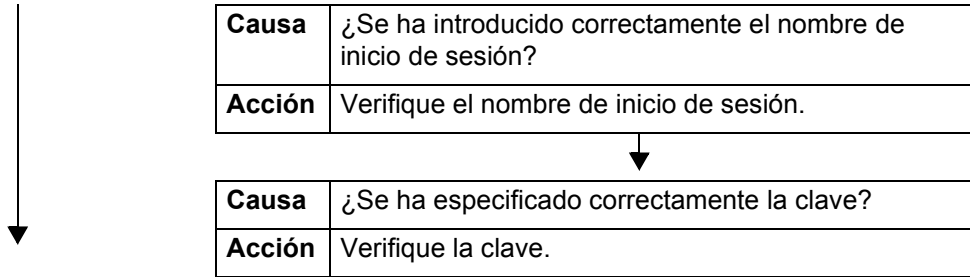 Causa ¿Se ha introducido correctamente el nombre de
inicio de sesión?
Acción Verifique el nombre de inicio de sesión.
Causa ¿Se ha especificado correctamente la clave?
Acción Verifique la clave.